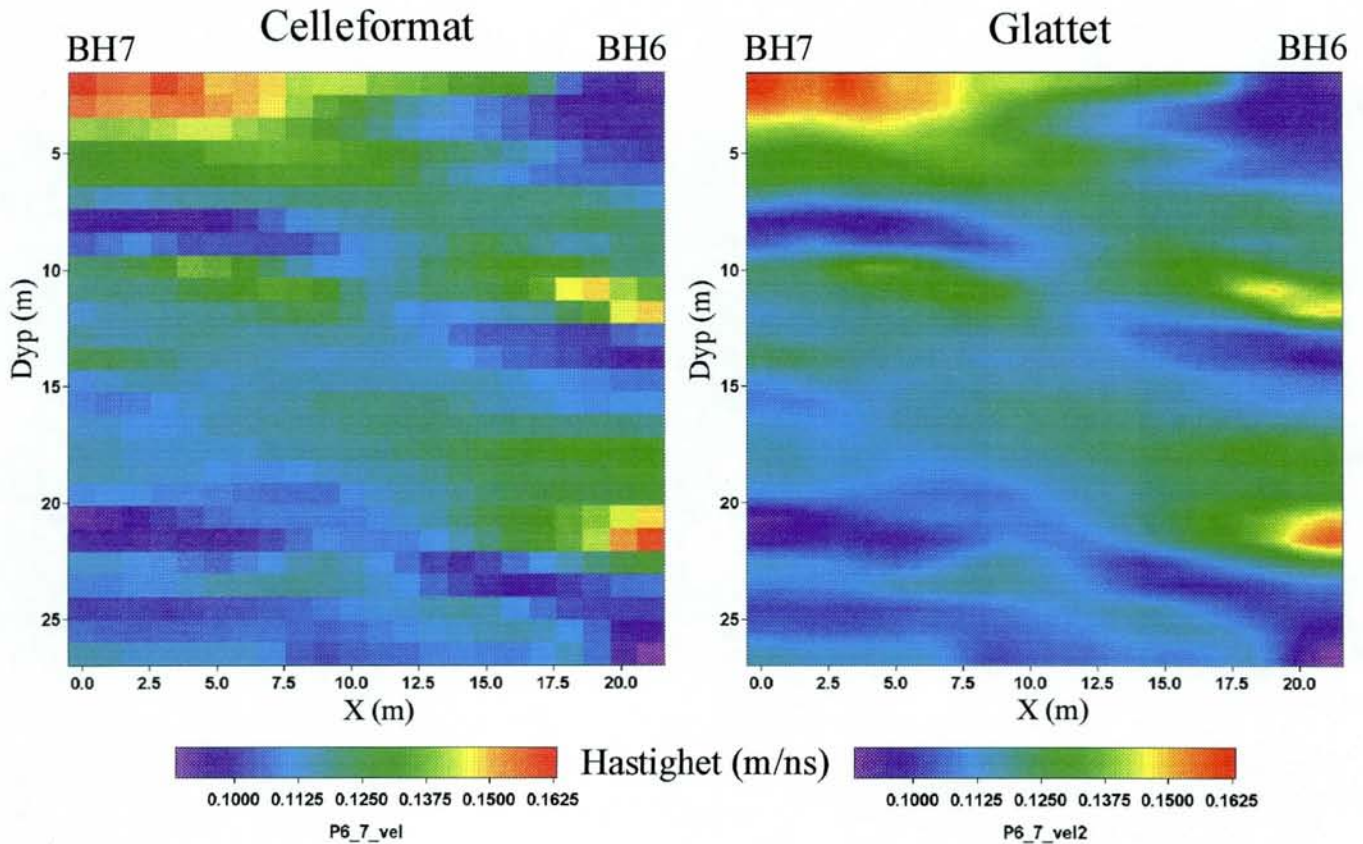 Celleformat
BH7 BH6
Dyp (m)
5
10
15
20
25
0.0 2.5 5.0 7.5 10.0 12.5 15.0 17.5 20.0
X (m)
Glattet
BH7 BH6
Dyp (m)
5
10
15
20
25
0.0 2.5 5.0 7.5 10.0 12.5 15.0 17.5 20.0
X (m)
Hastighet (m/ns)
0.1000 0.1125 0.1250 0.1375 0.1500 0.1625
P6_7_vel
0.1000 0.1125 0.1250 0.1375 0.1500 0.1625
P6_7_vel2